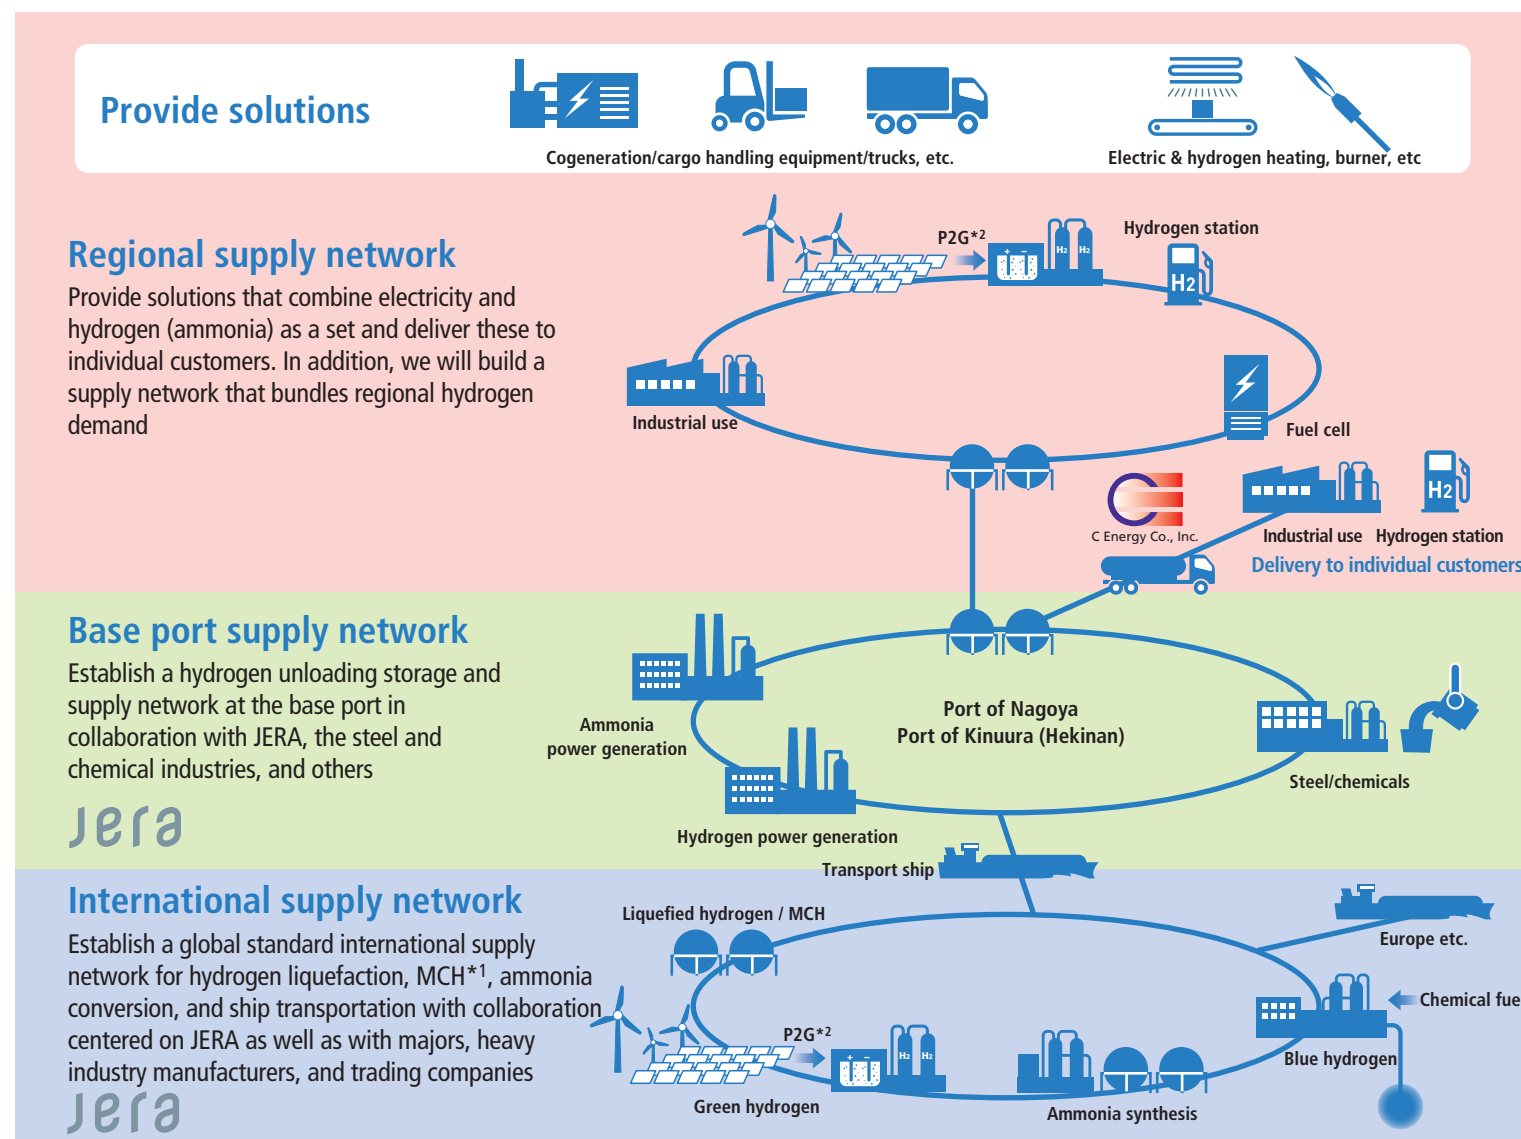 Provide solutions
Cogeneration/cargo handling equipment/trucks, etc.
Electric & hydrogen heating, burner, etc
Regional supply network
Provide solutions that combine electricity and
hydrogen (ammonia) as a set and deliver these to
individual customers. In addition, we will build a
supply network that bundles regional hydrogen
demand
P2G*2
H2 H2
Hydrogen station
H2
Industrial use
Fuel cell
C Energy Co., Inc.
H2
Industrial use
Hydrogen station
Delivery to individual customers
Base port supply network
Establish a hydrogen unloading storage and
supply network at the base port in
collaboration with JERA, the steel and
chemical industries, and others
Jera
Ammonia
power generation
Port of Nagoya
Port of Kinuura (Hekinan)
Steel/chemicals
Hydrogen power generation
Transport ship
International supply network
Establish a global standard international supply
network for hydrogen liquefaction, MCH*1, ammonia
conversion, and ship transportation with collaboration
centered on JERA as well as with majors, heavy
industry manufacturers, and trading companies
Jera
Liquefied hydrogen / MCH
Europe etc.
Chemical fue
P2G*2
H2 H2
Blue hydrogen
Green hydrogen
Ammonia synthesis